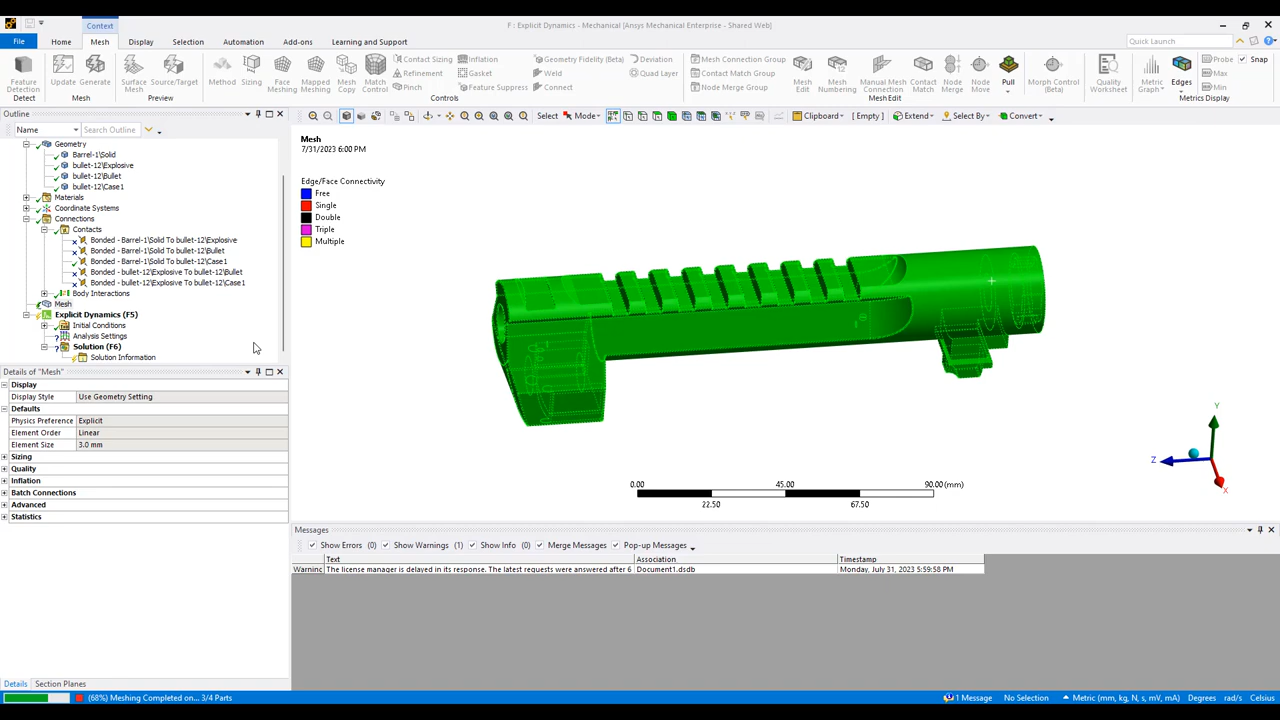 Context
F : Explicit Dynamics - Mechanical [Ansys Mechanical Enterprise - Shared Web]
File Home Mesh Display Selection Automation Add-ons Learning and Support
Quick Launch
Feature Detection
Update Generate
Surface Mesh Source/Target
Method Sizing Face Meshing Mapped Meshing Mesh Copy Match Control
Contact Sizing Inflation Geometry Fidelity (Beta) Deviation
Refinement Gasket Weld Quad Layer
Pinch Feature Suppress Connect
Mesh Connection Group
Contact Match Group
Node Merge Group
Mesh Edit Mesh Numbering Manual Mesh Connection Contact Match Node Merge Node Move Pull Morph Control (Beta) Quality Worksheet Metric Graph Edges
Probe Snap
Max
Min
Detect Mesh Preview Controls Mesh Edit Metrics Display
Outline
Name Search Outline
Select Mode Clipboard [ Empty ] Extend Select By Convert
Geometry
Barrel-1\Solid
bullet-12\Explosive
bullet-12\Bullet
bullet-12\Case1
Materials
Coordinate Systems
Connections
Contacts
Bonded - Barrel-1\Solid To bullet-12\Explosive
Bonded - Barrel-1\Solid To bullet-12\Bullet
Bonded - Barrel-1\Solid To bullet-12\Case1
Bonded - bullet-12\Explosive To bullet-12\Bullet
Bonded - bullet-12\Explosive To bullet-12\Case1
Body Interactions
Mesh
Explicit Dynamics (F5)
Initial Conditions
Analysis Settings
Solution (F6)
Solution Information
Details of "Mesh"
Display
Display Style Use Geometry Setting
Defaults
Physics Preference Explicit
Element Order Linear
Element Size 3.0 mm
Sizing
Quality
Inflation
Batch Connections
Advanced
Statistics
Details Section Planes
Mesh
7/31/2023 6:00 PM
Edge/Face Connectivity
Free
Single
Double
Triple
Multiple
Y
Z
X
0.00 45.00 90.00 (mm)
22.50 67.50
Messages
Show Errors (0) Show Warnings (1) Show Info (0) Merge Messages Pop-up Messages
Text Association Timestamp
Warninc The license manager is delayed in its response. The latest requests were answered after 6 Document1.dsdb Monday, July 31, 2023 5:59:58 PM
(68%) Meshing Completed on... 3/4 Parts
1 Message No Selection Metric (mm, kg, N, s, mV, mA) Degrees rad/s Celsius